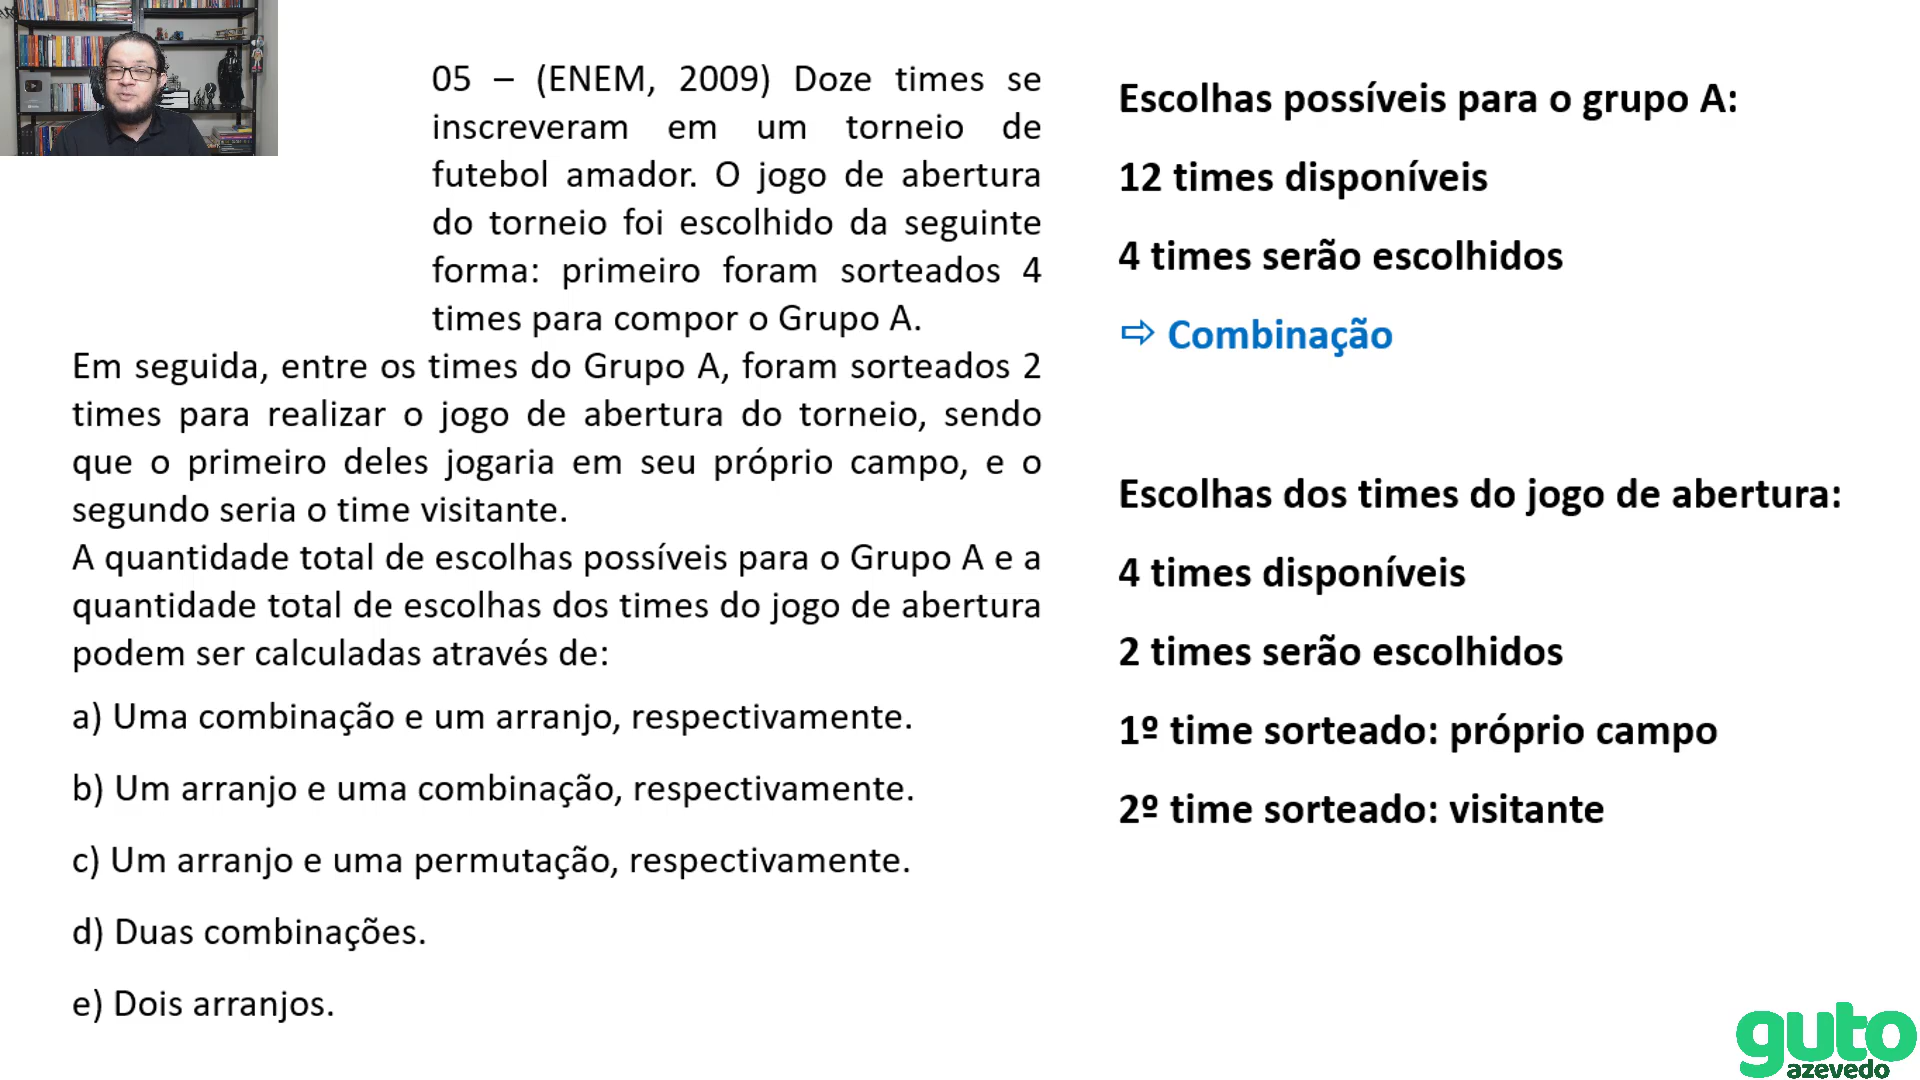 05 – (ENEM, 2009) Doze times se
inscreveram em um torneio de
futebol amador. O jogo de abertura
do torneio foi escolhido da seguinte
forma: primeiro foram sorteados 4
times para compor o Grupo A.
Em seguida, entre os times do Grupo A, foram sorteados 2
times para realizar o jogo de abertura do torneio, sendo
que o primeiro deles jogaria em seu próprio campo, e o
segundo seria o time visitante.
A quantidade total de escolhas possíveis para o Grupo A e a
quantidade total de escolhas dos times do jogo de abertura
podem ser calculadas através de:
a) Uma combinação e um arranjo, respectivamente.
b) Um arranjo e uma combinação, respectivamente.
c) Um arranjo e uma permutação, respectivamente.
d) Duas combinações.
e) Dois arranjos.
Escolhas possíveis para o grupo A:
12 times disponíveis
4 times serão escolhidos
⇨ Combinação
Escolhas dos times do jogo de abertura:
4 times disponíveis
2 times serão escolhidos
1º time sorteado: próprio campo
2º time sorteado: visitante
guto
azevedo